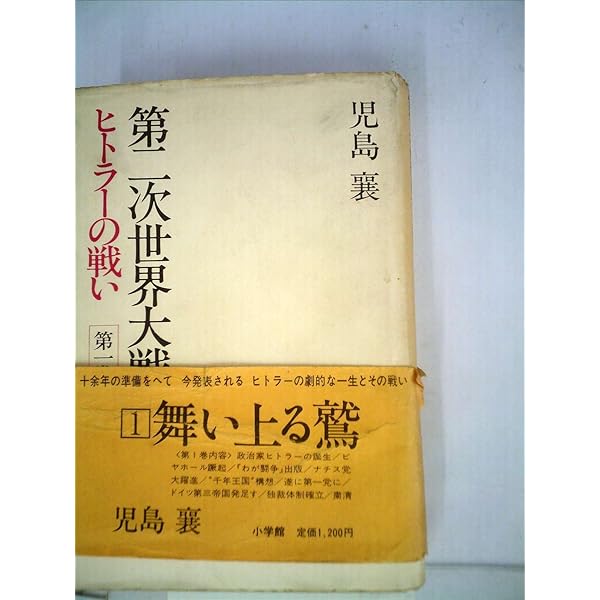 児島 襄
第二次世界大戦
ヒトラーの戦い
第一
十余年の準備をへて 今発表される ヒトラーの劇的な一生とその戦い
1 舞い上る鷲
〈第1巻内容〉政治家ヒトラーの誕生/ビ
ヤホール蹶起/『わが闘争』出版/ナチス党
大躍進/"千年王国"構想/遂に第一党に/
ドイツ第三帝国発足す/独裁体制確立/粛清
児島 襄
小学館 定価1,200円